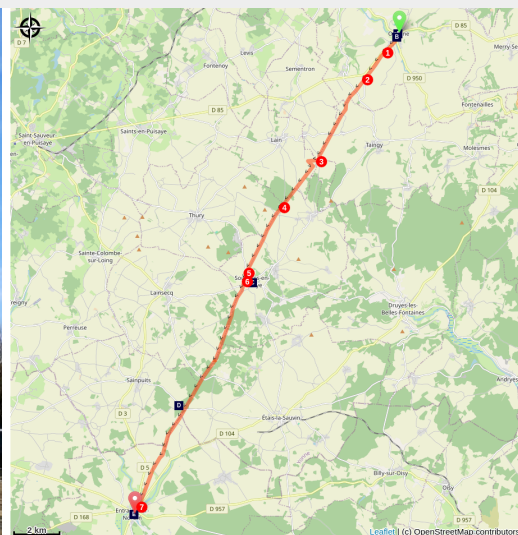 D 7
D 85
B
1
Merry-Se
Levis
Fontenoy
Sementron
2
D 950
D 85
Fontenailles
Saint-Sauveur
-en-Puisaye
Saints-en-Puisaye
Lain
Taingy
Molesmes
3
D 104
4
Thury
Sainte-Colombe
-sur-Loing
5
6
Lainsecq
reigny
Druyes-les-
Belles-Fontaines
Perreuse
Sainpuits
Andryes
D
D 3
Étais-la-Sauvin
D 104
D 5
Billy-sur-Oisy
Oisy
7
E
D 168
D 957
D 957
2 km
Leaflet | (c) OpenStreetMap contributors